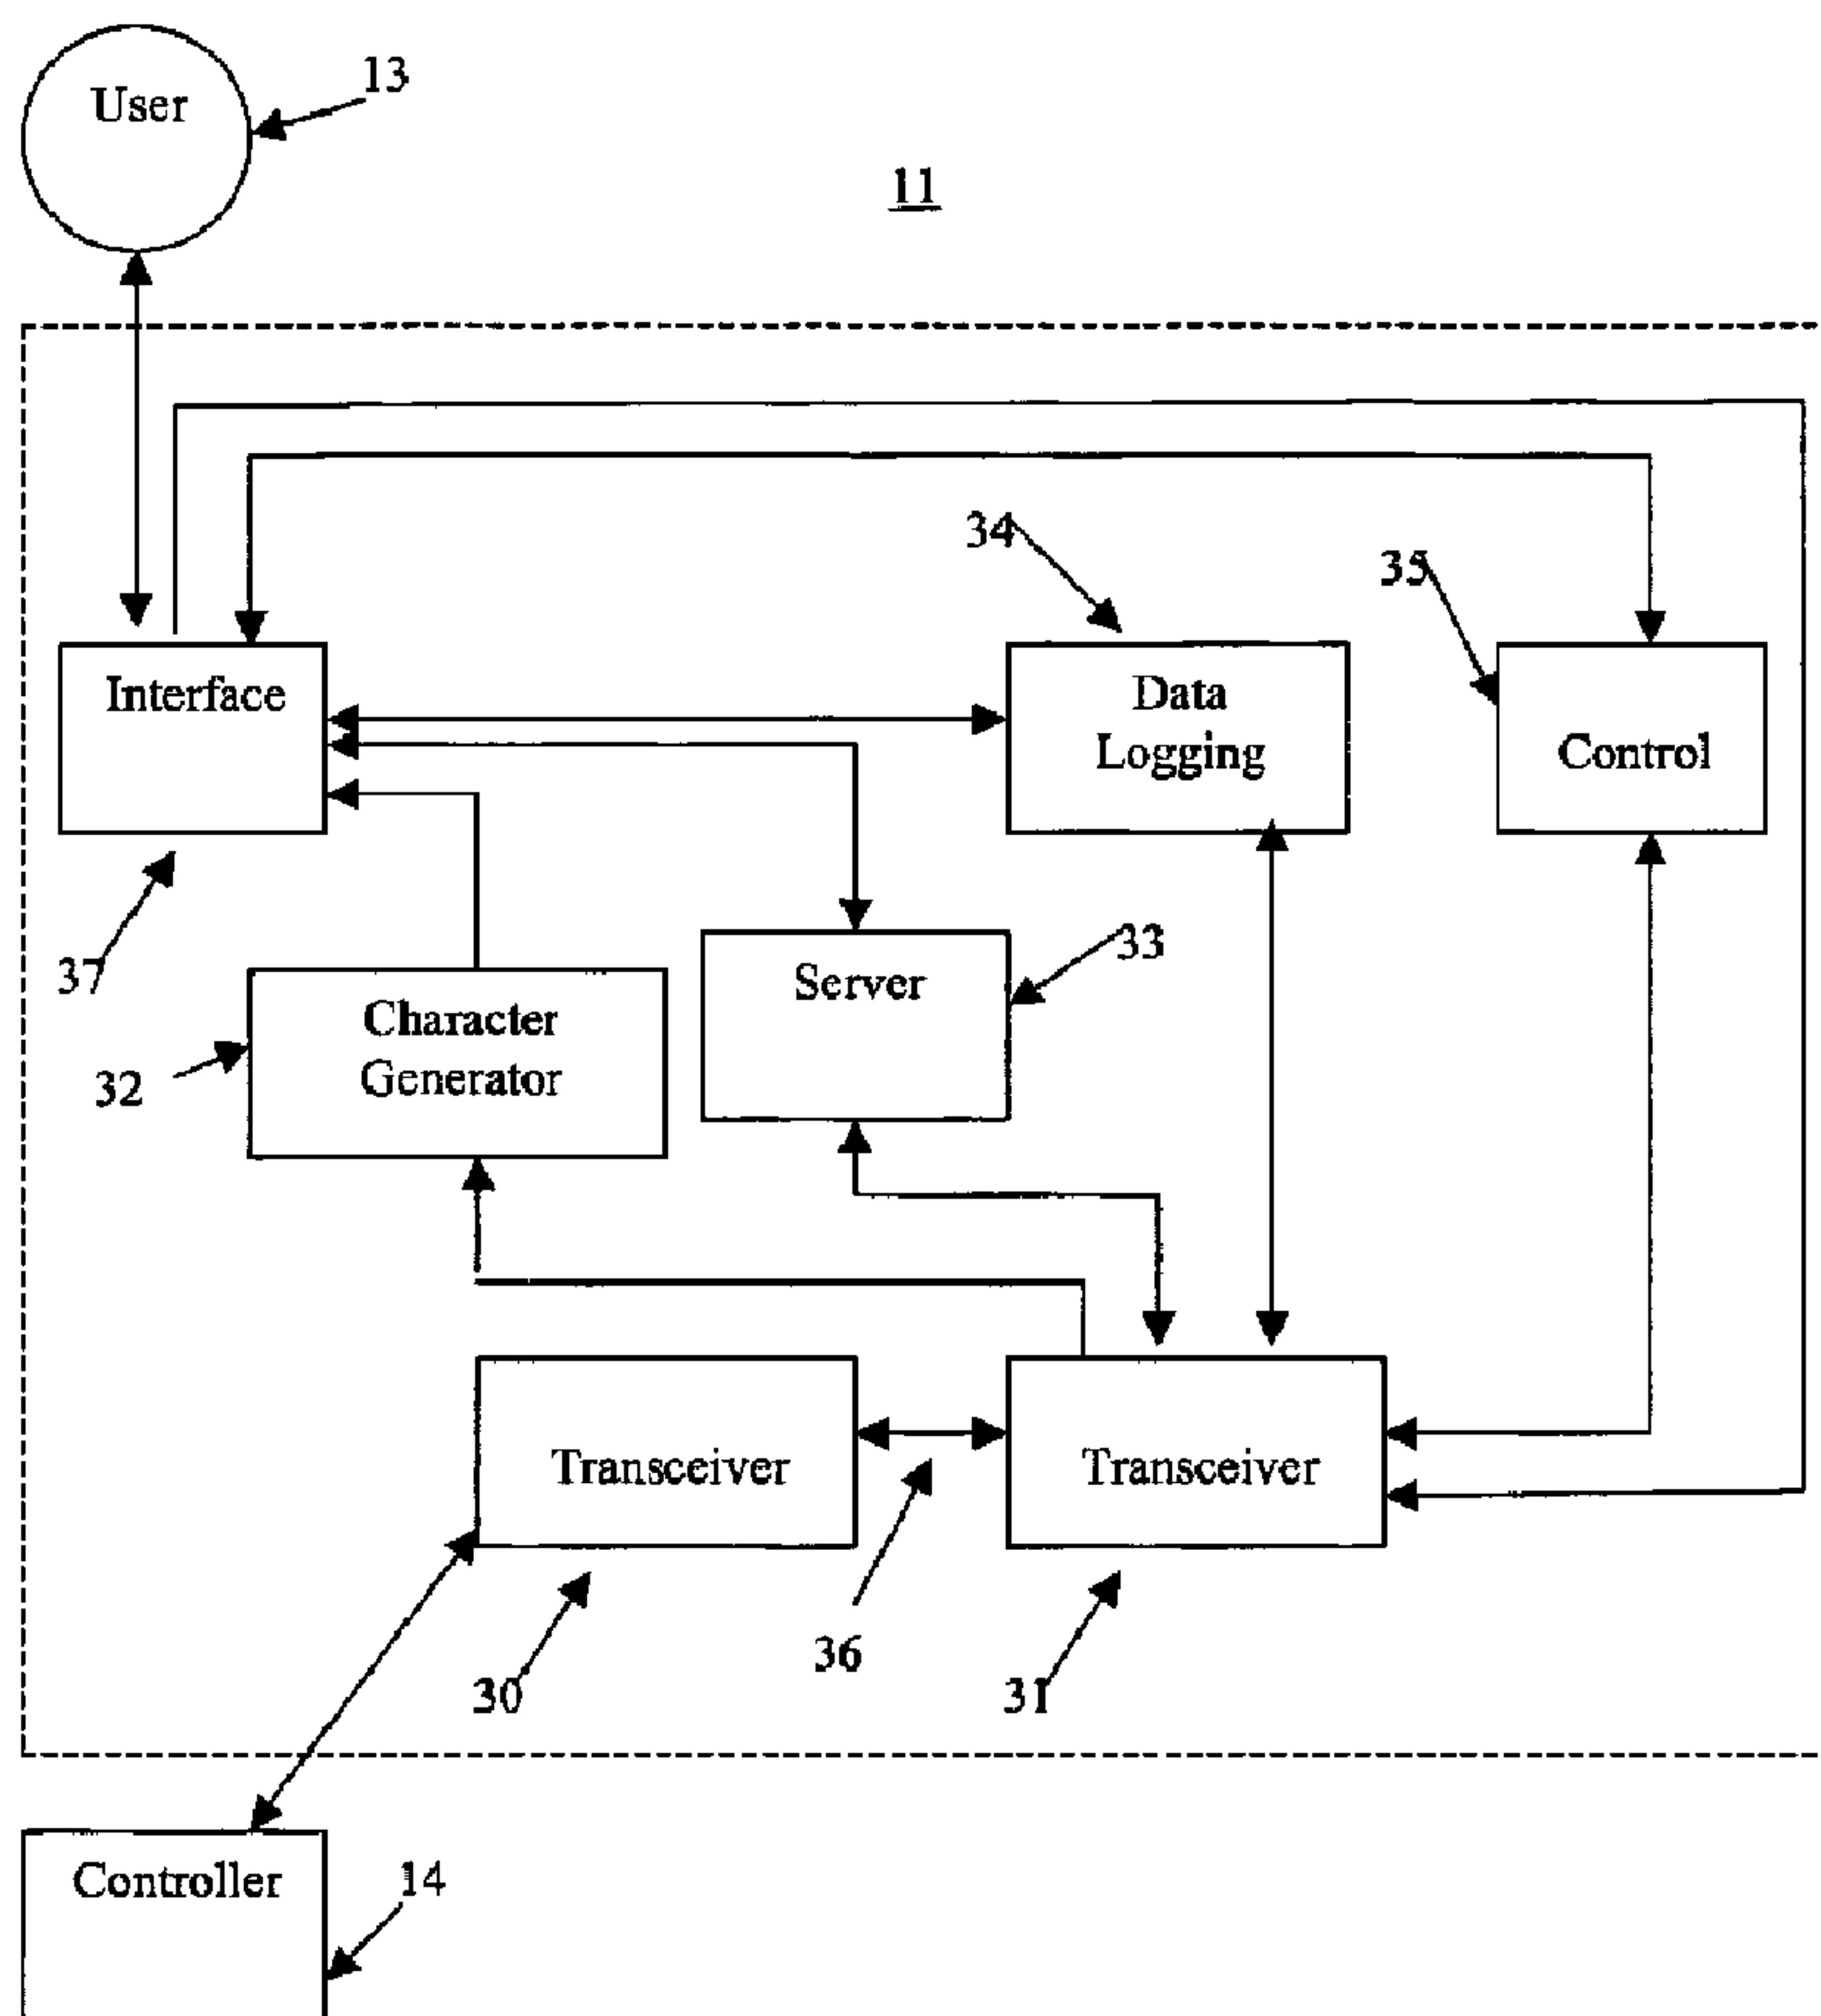 User
13
11
34
35
Interface
Data
Logging
Control
37
33
Server
Character
Generator
32
Transceiver
Transceiver
36
30
31
Controller
14